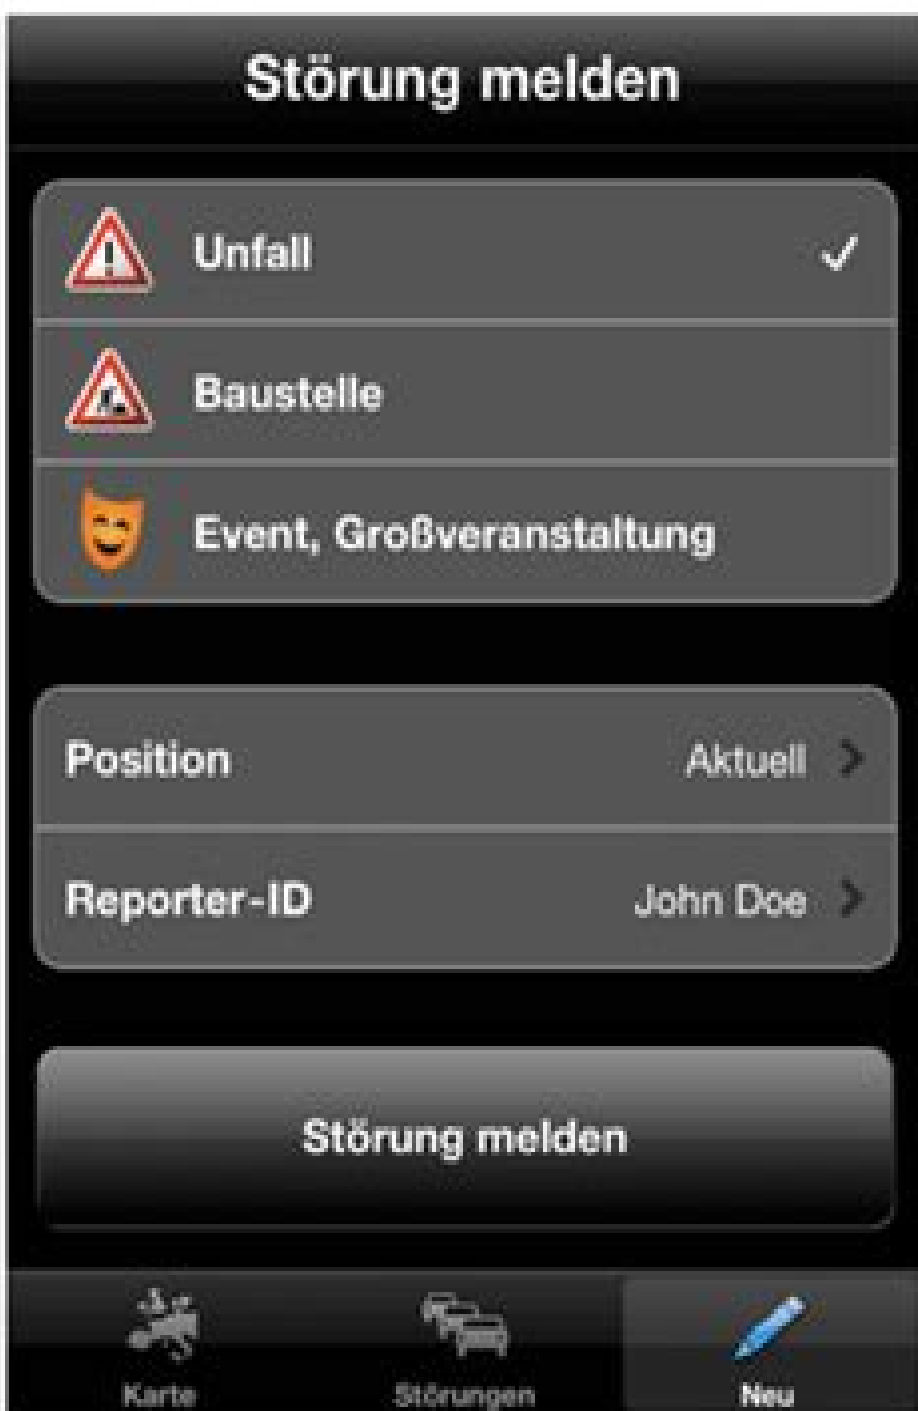 Störung melden
Unfall
Baustelle
Event, Großveranstaltung
Position Aktuell
Reporter-ID John Doe
Störung melden
Karte Störungen Neu